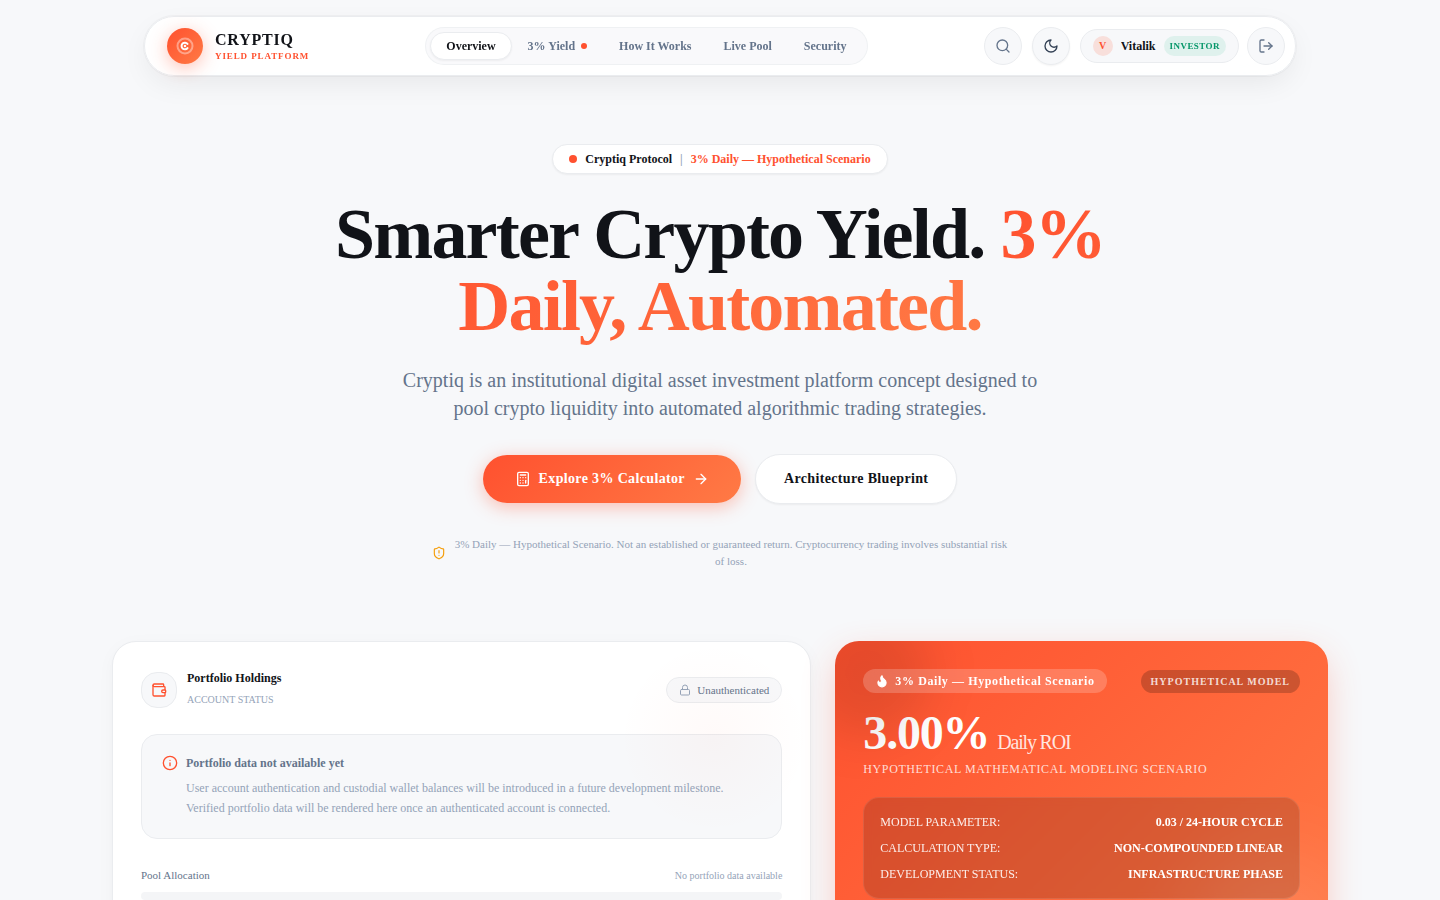 CRYPTIQ
YIELD PLATFORM
Overview
3% Yield
How It Works
Live Pool
Security
V
Vitalik
INVESTOR
Cryptiq Protocol | 3% Daily — Hypothetical Scenario
Smarter Crypto Yield. 3%
Daily, Automated.
Cryptiq is an institutional digital asset investment platform concept designed to
pool crypto liquidity into automated algorithmic trading strategies.
Explore 3% Calculator
Architecture Blueprint
3% Daily — Hypothetical Scenario. Not an established or guaranteed return. Cryptocurrency trading involves substantial risk
of loss.
Portfolio Holdings
ACCOUNT STATUS
Unauthenticated
Portfolio data not available yet
User account authentication and custodial wallet balances will be introduced in a future development milestone.
Verified portfolio data will be rendered here once an authenticated account is connected.
Pool Allocation
No portfolio data available
3% Daily — Hypothetical Scenario
HYPOTHETICAL MODEL
3.00% Daily ROI
HYPOTHETICAL MATHEMATICAL MODELING SCENARIO
MODEL PARAMETER: 0.03 / 24-HOUR CYCLE
CALCULATION TYPE: NON-COMPOUNDED LINEAR
DEVELOPMENT STATUS: INFRASTRUCTURE PHASE